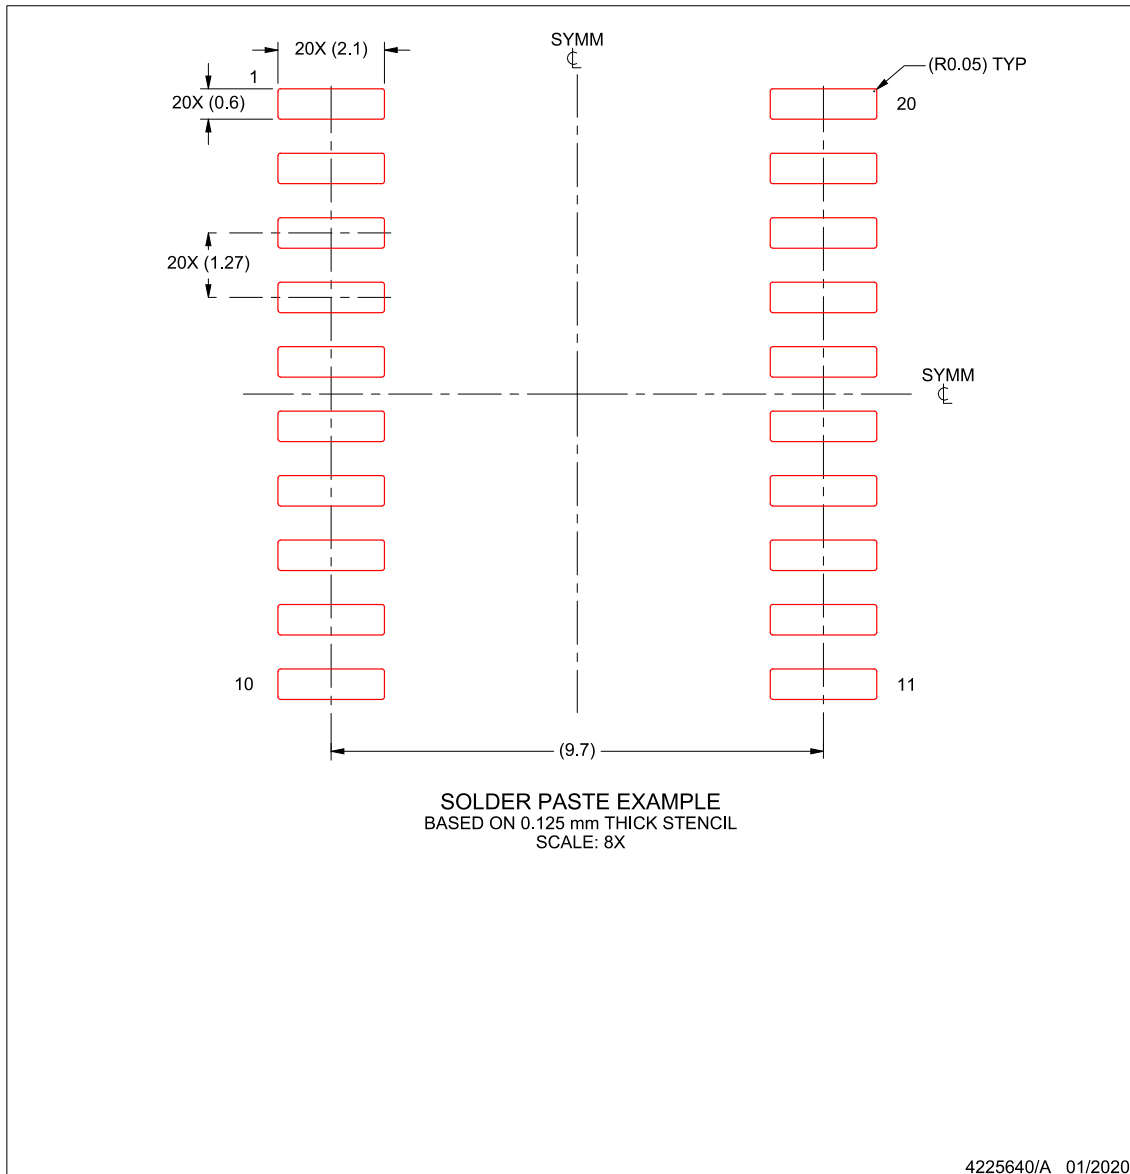 20X (2.1)
SYMM
℄
(R0.05) TYP
1
20X (0.6)
20
20X (1.27)
SYMM
℄
10
11
(9.7)
SOLDER PASTE EXAMPLE
BASED ON 0.125 mm THICK STENCIL
SCALE: 8X
4225640/A 01/2020